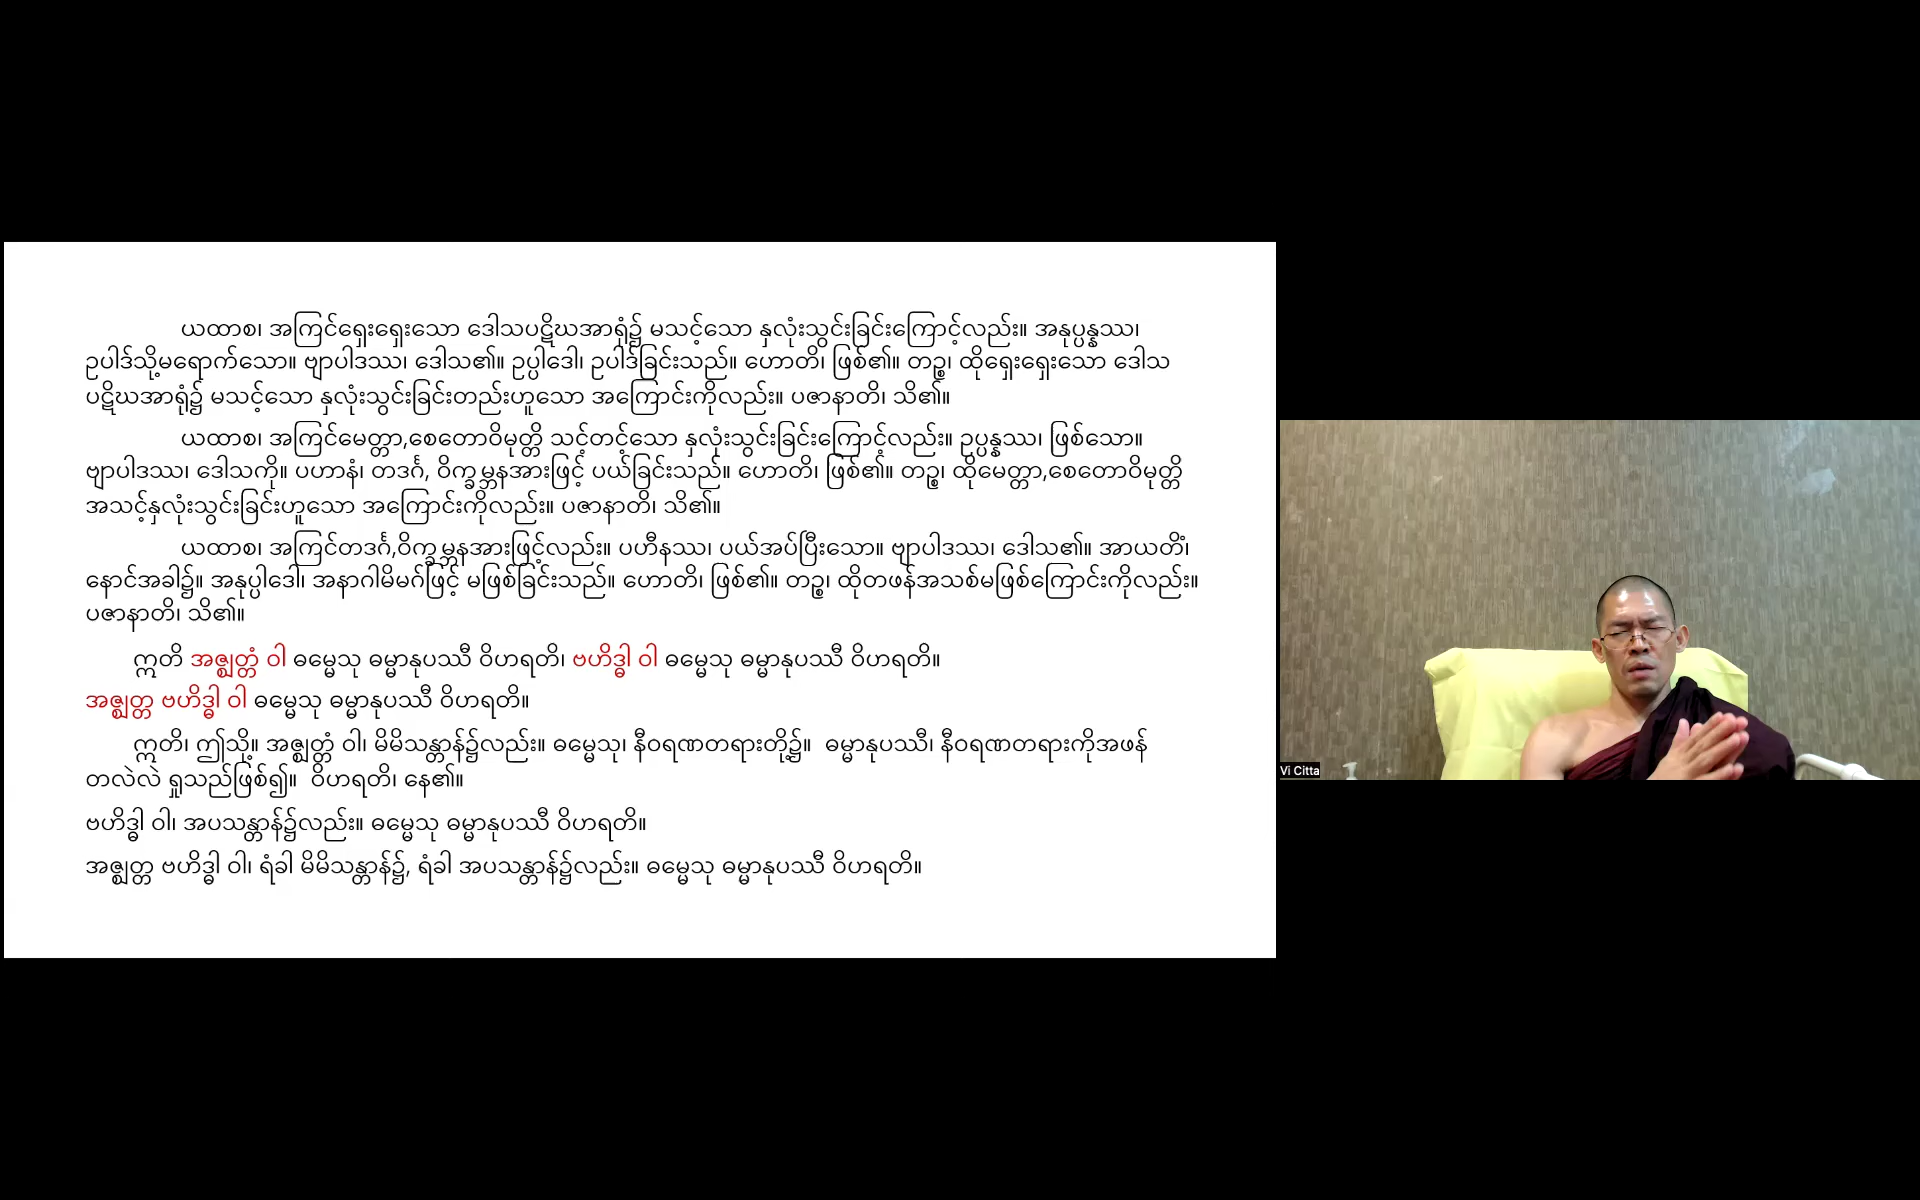 ယထာစ၊ အကြင်ရှေးရှေးသော ဒေါသပဋိဃအာရုံ၌ မသင့်သော နှလုံးသွင်းခြင်းကြောင့်လည်း။ အနုပ္ပန္နဿ၊
ဥပါဒ်သို့မရောက်သော။ ဗျာပါဒဿ၊ ဒေါသ၏။ ဥပ္ပါဒေါ၊ ဥပါဒ်ခြင်းသည်။ ဟောတိ၊ ဖြစ်၏။ တဉ္စ၊ ထိုရှေးရှေးသော ဒေါသ
ပဋိဃအာရုံ၌ မသင့်သော နှလုံးသွင်းခြင်းတည်းဟူသော အကြောင်းကိုလည်း။ ပဇာနာတိ၊ သိ၏။
ယထာစ၊ အကြင်မေတ္တာ,စေတောဝိမုတ္တိ သင့်တင့်သော နှလုံးသွင်းခြင်းကြောင့်လည်း။ ဥပ္ပန္နဿ၊ ဖြစ်သော။
ဗျာပါဒဿ၊ ဒေါသကို။ ပဟာနံ၊ တဒင်္ဂ, ဝိက္ခမ္ဘနအားဖြင့် ပယ်ခြင်းသည်။ ဟောတိ၊ ဖြစ်၏။ တဉ္စ၊ ထိုမေတ္တာ,စေတောဝိမုတ္တိ
အသင့်နှလုံးသွင်းခြင်းဟူသော အကြောင်းကိုလည်း။ ပဇာနာတိ၊ သိ၏။
ယထာစ၊ အကြင်တဒင်္ဂ,ဝိက္ခမ္ဘနအားဖြင့်လည်း။ ပဟီနဿ၊ ပယ်အပ်ပြီးသော။ ဗျာပါဒဿ၊ ဒေါသ၏။ အာယတိံ၊
နောင်အခါ၌။ အနုပ္ပါဒေါ၊ အနာဂါမိမဂ်ဖြင့် မဖြစ်ခြင်းသည်။ ဟောတိ၊ ဖြစ်၏။ တဉ္စ၊ ထိုတဖန်အသစ်မဖြစ်ကြောင်းကိုလည်း။
ပဇာနာတိ၊ သိ၏။
ဣတိ အဇ္ဈတ္တံ ဝါ ဓမ္မေသု ဓမ္မာနုပဿီ ဝိဟရတိ၊ ဗဟိဒ္ဓါ ဝါ ဓမ္မေသု ဓမ္မာနုပဿီ ဝိဟရတိ။
အဇ္ဈတ္တ ဗဟိဒ္ဓါ ဝါ ဓမ္မေသု ဓမ္မာနုပဿီ ဝိဟရတိ။
ဣတိ၊ ဤသို့။ အဇ္ဈတ္တံ ဝါ၊ မိမိသန္တာန်၌လည်း။ ဓမ္မေသု၊ နီဝရဏတရားတို့၌။ ဓမ္မာနုပဿီ၊ နီဝရဏတရားကိုအဖန်
တလဲလဲ ရှုသည်ဖြစ်၍။ ဝိဟရတိ၊ နေ၏။
ဗဟိဒ္ဓါ ဝါ၊ အပသန္တာန်၌လည်း။ ဓမ္မေသု ဓမ္မာနုပဿီ ဝိဟရတိ။
အဇ္ဈတ္တ ဗဟိဒ္ဓါ ဝါ၊ ရံခါ မိမိသန္တာန်၌, ရံခါ အပသန္တာန်၌လည်း။ ဓမ္မေသု ဓမ္မာနုပဿီ ဝိဟရတိ။
Vi Citta